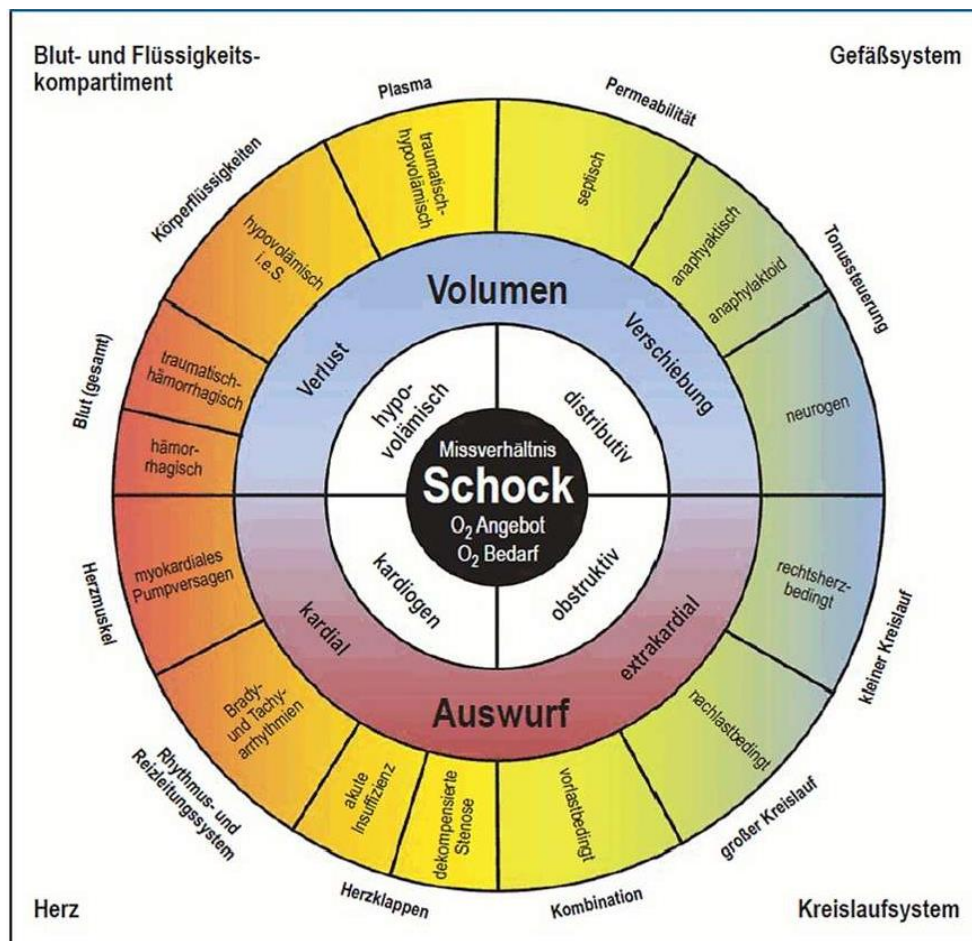 Blut- und Flüssigkeits-
kompartiment
Gefäßsystem
Plasma
Permeabilität
Körperflüssigkeiten
Tonussteuerung
Blut (gesamt)
traumatisch-
hypovolämisch
septisch
hypovolämisch
i.e.S.
anaphyaktisch
anaphylaktoid
traumatisch-
hämorrhagisch
hämor-
rhagisch
neurogen
Volumen
Verlust
Verschiebung
hypo-
volämisch
distributiv
Missverhältnis
Schock
O₂ Angebot
O₂ Bedarf
kardiogen
obstruktiv
kardial
extrakardial
Auswurf
myokardiales
Pumpversagen
rechtsherz-
bedingt
Brady-
und Tachy-
arrhythmien
nachlastbedingt
akute
Insuffizienz
dekompensierte
Stenose
vorlastbedingt
Herzmuskel
kleiner Kreislauf
Rhythmus- und
Reizleitungssystem
großer Kreislauf
Herzklappen
Kombination
Herz
Kreislaufsystem